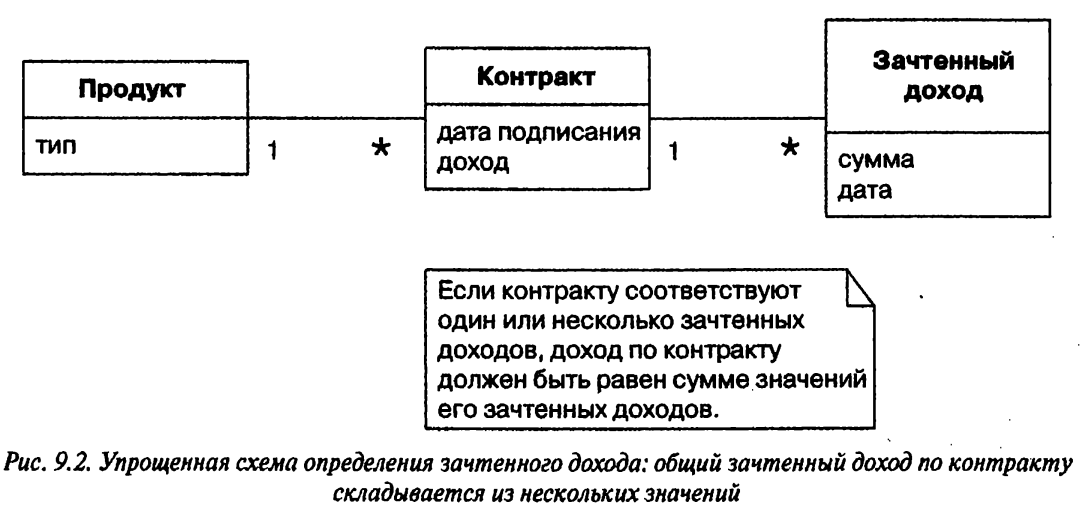 Продукт
тип
1
*
Контракт
дата подписания
доход
1
*
Зачтенный
доход
сумма
дата
Если контракту соответствуют
один или несколько зачтенных
доходов, доход по контракту
должен быть равен сумме значений
его зачтенных доходов.
Рис. 9.2. Упрощенная схема определения зачтенного дохода: общий зачтенный доход по контракту
складывается из нескольких значений